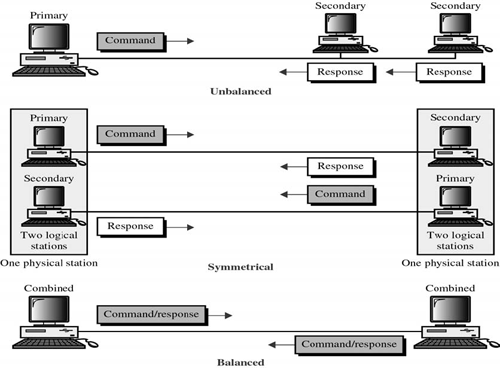 Primary
Secondary
Secondary
Command
Response
Response
Unbalanced
Primary
Secondary
Command
Response
Secondary
Command
Primary
Response
Two logical
stations
Two logical
stations
One physical station
Symmetrical
One physical station
Combined
Combined
Command/response
Command/response
Balanced